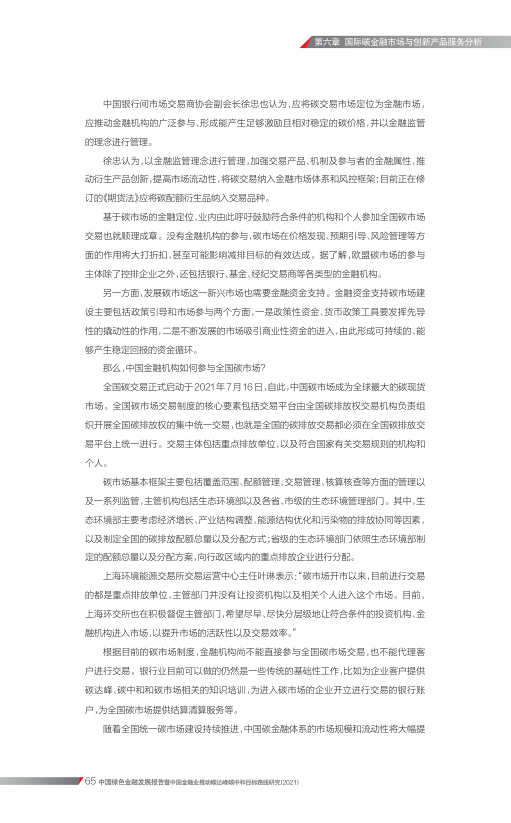 第六章 国际碳金融市场与创新产品服务分析
中国银行间市场交易商协会副会长徐忠也认为，应将碳交易市场定位为金融市场，
应推动金融机构的广泛参与、形成能产生足够激励且相对稳定的碳价格，并以金融监管
的理念进行管理。
徐忠认为，以金融监管理念进行管理，加强交易产品、机制及参与者的金融属性，推
动衍生产品创新，提高市场流动性，将碳交易纳入金融市场体系和风控框架；目前正在修
订的《期货法》应将碳配额衍生品纳入交易品种。
基于碳市场的金融定位，业内由此呼吁鼓励符合条件的机构和个人参加全国碳市场
交易也就顺理成章。没有金融机构的参与，碳市场在价格发现、预期引导、风险管理等方
面的作用将大打折扣，甚至可能影响减排目标的有效达成。据了解，欧盟碳市场的参与
主体除了控排企业之外，还包括银行、基金、经纪交易商等各类型的金融机构。
另一方面，发展碳市场这一新兴市场也需要金融资金支持。金融资金支持碳市场建
设主要包括政策引导和市场参与两个方面，一是政策性资金、货币政策工具要发挥先导
性的撬动性的作用，二是不断发展的市场吸引商业性资金的进入，由此形成可持续的、能
够产生稳定回报的资金循环。
那么，中国金融机构如何参与全国碳市场？
全国碳交易正式启动于2021年7月16日，自此，中国碳市场成为全球最大的碳现货
市场。全国碳市场交易制度的核心要素包括交易平台由全国碳排放权交易机构负责组
织开展全国碳排放权的集中统一交易，也就是全国的碳排放交易都必须在全国碳排放交
易平台上统一进行。交易主体包括重点排放单位，以及符合国家有关交易规则的机构和
个人。
碳市场基本框架主要包括覆盖范围、配额管理、交易管理、核算核查等方面的管理以
及一系列监管，主管机构包括生态环境部以及各省、市级的生态环境管理部门。其中，生
态环境部主要考虑经济增长、产业结构调整、能源结构优化和污染物的排放协同等因素，
以及制定全国的碳排放配额总量以及分配方式；省级的生态环境部门依照生态环境部制
定的配额总量以及分配方案，向行政区域内的重点排放企业进行分配。
上海环境能源交易所交易运营中心主任叶琳表示：“碳市场开市以来，目前进行交易
的都是重点排放单位，主管部门并没有让投资机构以及相关个人进入这个市场。目前，
上海环交所也在积极督促主管部门，希望尽早、尽快分层级地让符合条件的投资机构、金
融机构进入市场，以提升市场的活跃性以及交易效率。”
根据目前的碳市场制度，金融机构尚不能直接参与全国碳市场交易，也不能代理客
户进行交易。银行业目前可以做的仍然是一些传统的基础性工作，比如为企业客户提供
碳达峰、碳中和和碳市场相关的知识培训，为进入碳市场的企业开立进行交易的银行账
户，为全国碳市场提供结算清算服务等。
随着全国统一碳市场建设持续推进，中国碳金融体系的市场规模和流动性将大幅提
65 中国绿色金融发展报告暨中国金融业推动碳达峰碳中和目标路线研究(2021)